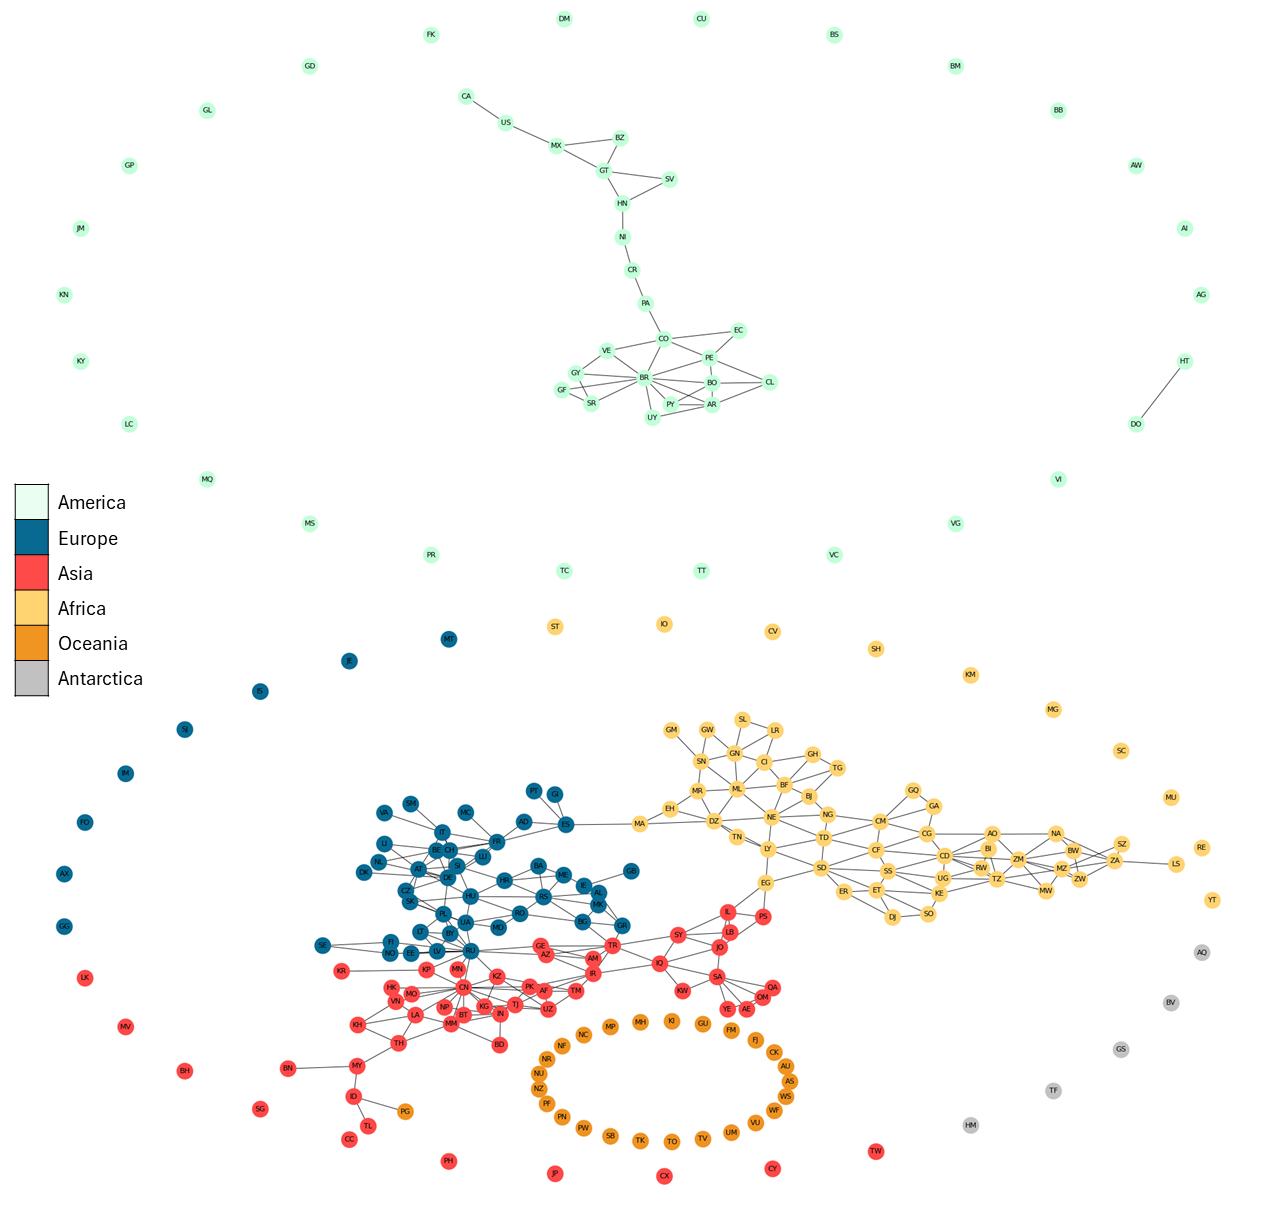 DM
CU
FK
BS
GD
BM
CA
GL
BB
US
BZ
MX
GP
AW
GT
SV
HN
JM
AI
NI
CR
KN
AG
PA
EC
CO
VE
PE
KY
HT
GY
BR
BO
CL
GF
SR
PY
AR
UY
LC
DO
MQ
VI
America
MS
VG
Europe
PR
VC
TC
TT
Asia
Africa
Oceania
Antarctica
ST
IO
CV
MT
SH
JE
KM
IS
MG
SJ
SL
GM
GW
LR
SC
GN
GH
SN
CI
TG
IM
BF
ML
MR
PT
GI
BJ
GQ
MU
SM
EH
GA
VA
MC
NG
NE
FO
AD
ES
MA
DZ
CM
IT
CG
AO
NA
TN
TD
FR
LI
BE
CH
LY
CF
BI
BW
SZ
RE
LU
CD
NL
AT
SI
BA
ZM
ZA
LS
DK
DE
HR
ME
GB
SD
SS
RW
MZ
AX
UG
TZ
ZW
IE
EG
CZ
SK
HU
RS
AL
ER
ET
KE
MW
YT
MK
PL
RO
IL
PS
DJ
SO
UA
BG
GR
GG
MD
LT
BY
SY
LB
SE
FI
GE
TR
JO
NO
EE
LV
RU
AZ
AM
AQ
IQ
KR
KP
MN
IR
LK
KZ
SA
HK
MO
CN
PK
AF
TM
KW
QA
VN
OM
BV
NP
KG
TJ
UZ
YE
AE
LA
BT
IN
KH
MM
MV
TH
BD
KI
MH
GU
MP
FM
NC
FJ
NF
CK
GS
NR
AU
MY
BN
BH
NU
AS
NZ
WS
ID
PF
WF
TF
SG
PG
PN
VU
TL
PW
UM
HM
SB
TV
CC
TK
TO
TW
PH
CY
JP
CX